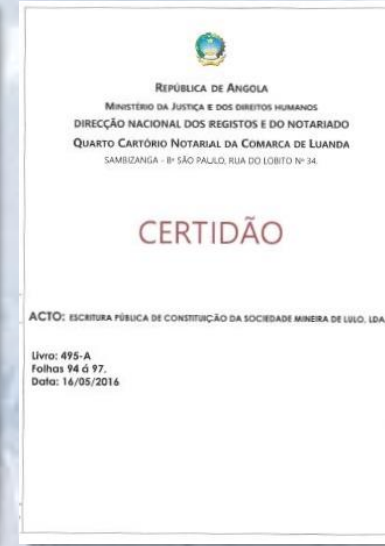 REPÚBLICA DE ANGOLA
MINISTÉRIO DA JUSTIÇA E DOS DIREITOS HUMANOS
DIRECÇÃO NACIONAL DOS REGISTOS E DO NOTARIADO
QUARTO CARTÓRIO NOTARIAL DA COMARCA DE LUANDA
SAMBIZANGA - Bº SÃO PAULO, RUA DO LOBITO Nº 34.
CERTIDÃO
ACTO: ESCRITURA PÚBLICA DE CONSTITUIÇÃO DA SOCIEDADE MINEIRA DE LULO, LDA
Livro: 495-A
Folhas 94 á 97.
Data: 16/05/2016